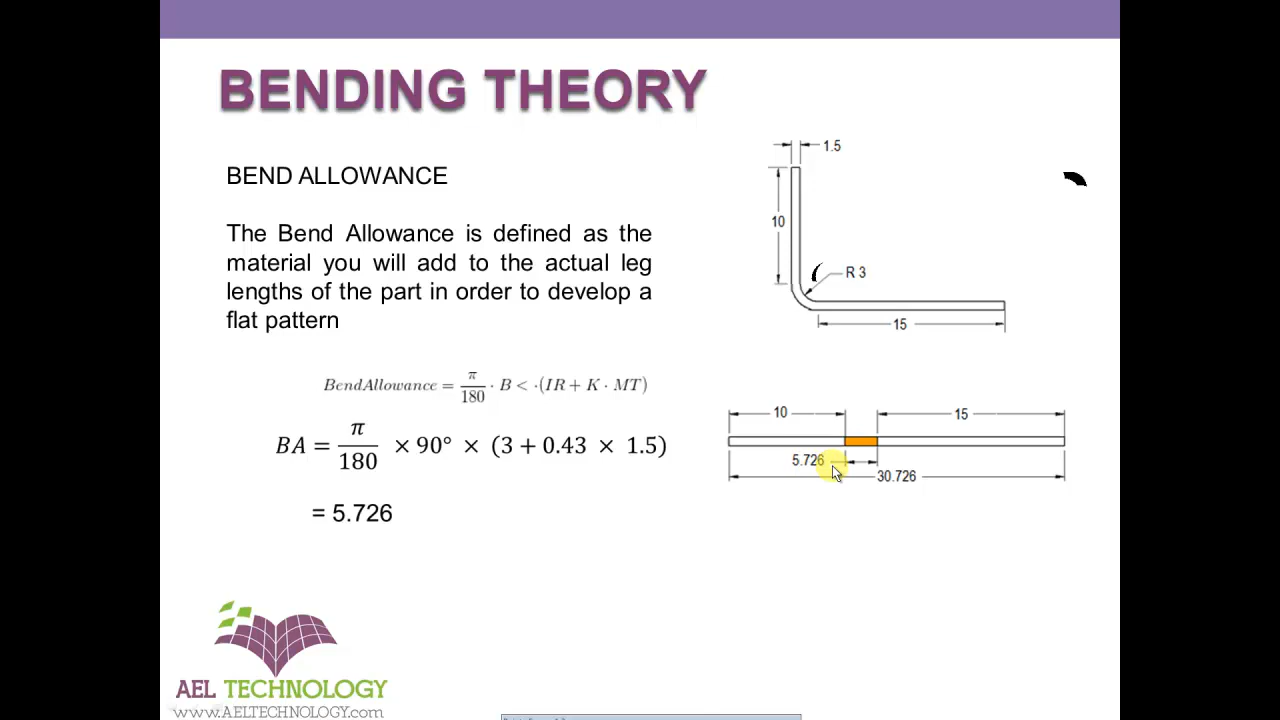 BENDING THEORY
BEND ALLOWANCE
The Bend Allowance is defined as the
material you will add to the actual leg
lengths of the part in order to develop a
flat pattern
BendAllowance = π/180 · B < ·(IR + K · MT)
BA = π/180 × 90° × (3 + 0.43 × 1.5)
= 5.726
1.5
10
R 3
15
10
15
5.726
30.726
AEL TECHNOLOGY
www.AELTECHNOLOGY.com